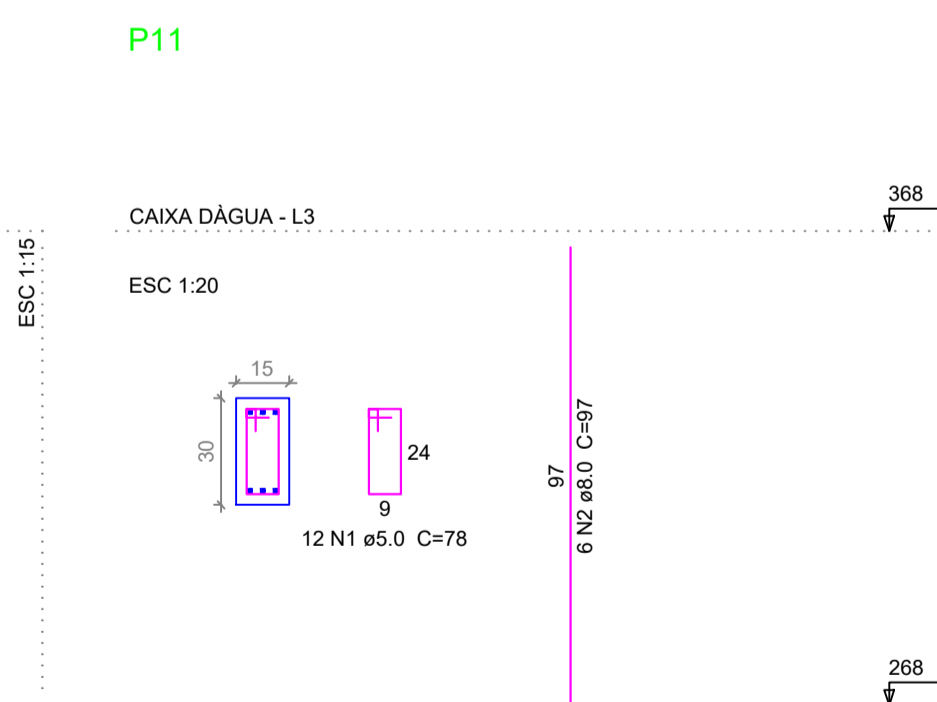 P11
368
CAIXA DÀGUA - L3
ESC 1:15
ESC 1:20
15
30
24
9
12 N1 ø5.0 C=78
97
6 N2 ø8.0 C=97
268